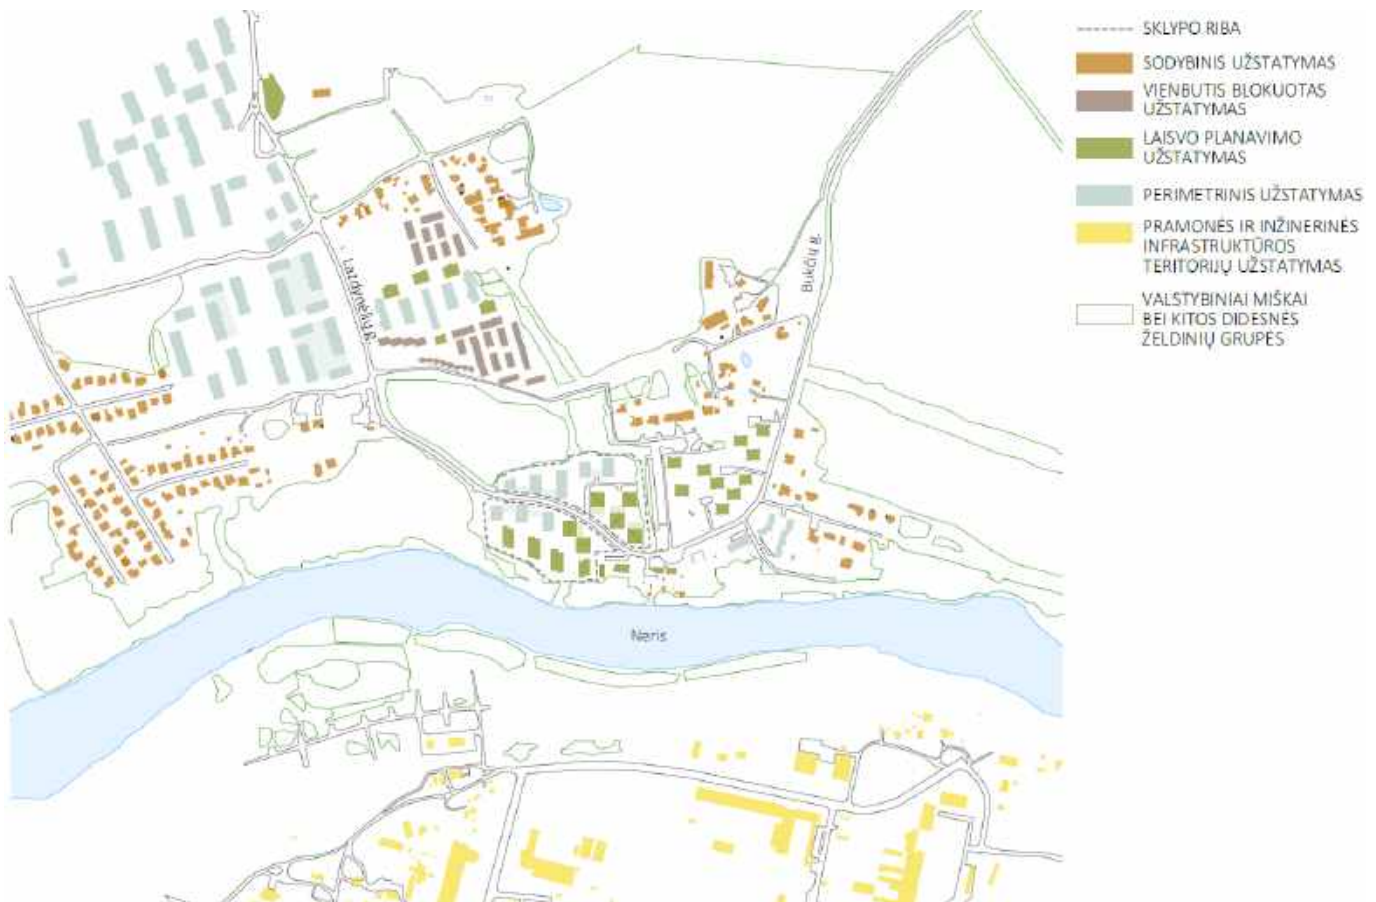 SKLYPO RIBA
SODYBINIS UŽSTATYMAS
VIENBUTIS BLOKUOTAS
UŽSTATYMAS
LAISVO PLANAVIMO
UŽSTATYMAS
PERIMETRINIS UŽSTATYMAS
PRAMONĖS IR INŽINERINĖS
INFRASTRUKTŪROS
TERITORIJŲ UŽSTATYMAS
VALSTYBINIAI MIŠKAI
BEI KITOS DIDESNĖS
ŽELDINIŲ GRUPĖS
Lazdynėlių g.
Bukčių g.
Neris